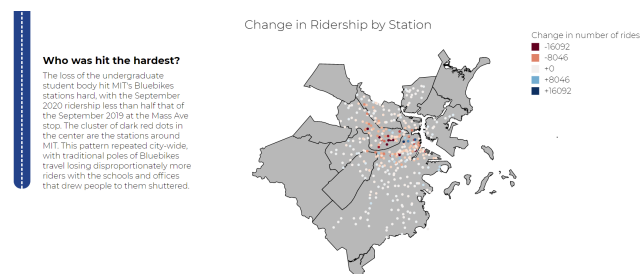 Change in Ridership by Station
Who was hit the hardest?
The loss of the undergraduate
student body hit MIT's Bluebikes
stations hard, with the September
2020 ridership less than half that of
the September 2019 at the Mass Ave
stop. The cluster of dark red dots in
the center are the stations around
MIT. This pattern repeated city-wide,
with traditional poles of Bluebikes
travel losing disproportionately more
riders with the schools and offices
that drew people to them shuttered.
Change in number of rides
-16092
-8046
+0
+8046
+16092